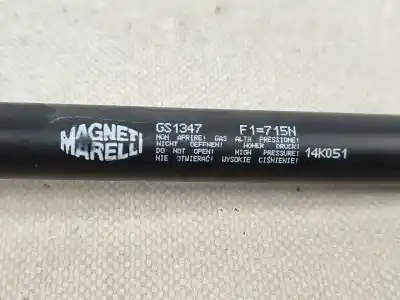 MAGNETI
MARELLI
GS1347 F1=715N
NON APRIRE! GAS ALTA PRESSIONE!
NICHT OEFFNEN! HOHER DRUCK!
DO NOT OPEN! HIGH PRESSURE!
NIE OTWIERAĆ! WYSOKIE CIŚNIENIE!
14K051